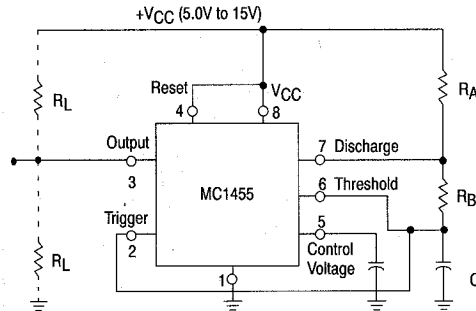 +VCC (5.0V to 15V)
RL
Reset
4
VCC
8
RA
Output
3
7 Discharge
6 Threshold
MC1455
RB
Trigger
2
5
Control
Voltage
RL
1
C